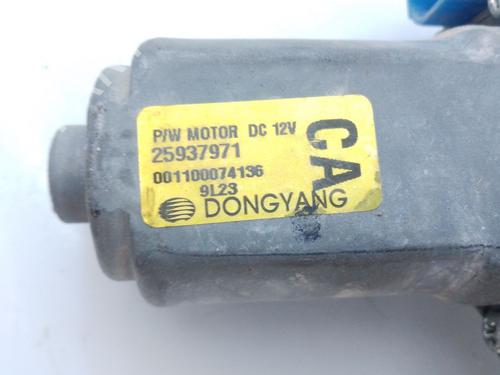 P/W MOTOR DC 12V
25937971
001100074136
9L23
DONGYANG
CA